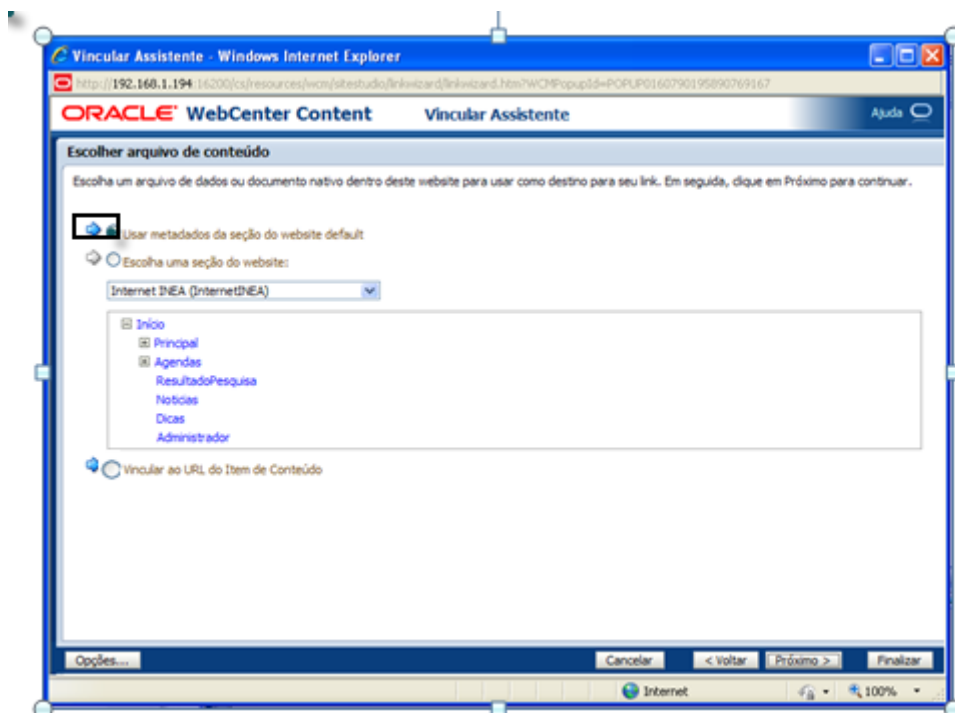 Vincular Assistente - Windows Internet Explorer
http://192.168.1.194:16200/cs/resources/wcm/sitestudio/linkwizard/linkwizard.htm?WCMPopupId=POPUP0160790195890769167
ORACLE WebCenter Content Vincular Assistente Ajuda
Escolher arquivo de conteúdo
Escolha um arquivo de dados ou documento nativo dentro deste website para usar como destino para seu link. Em seguida, clique em Próximo para continuar.
Usar metadados da seção do website default
Escolha uma seção do website:
Internet INEA (InternetINEA)
Início
Principal
Agendas
ResultadoPesquisa
Noticias
Dicas
Administrador
Vincular ao URL do Item de Conteúdo
Opções... Cancelar < Voltar Próximo > Finalizar
Internet 100%